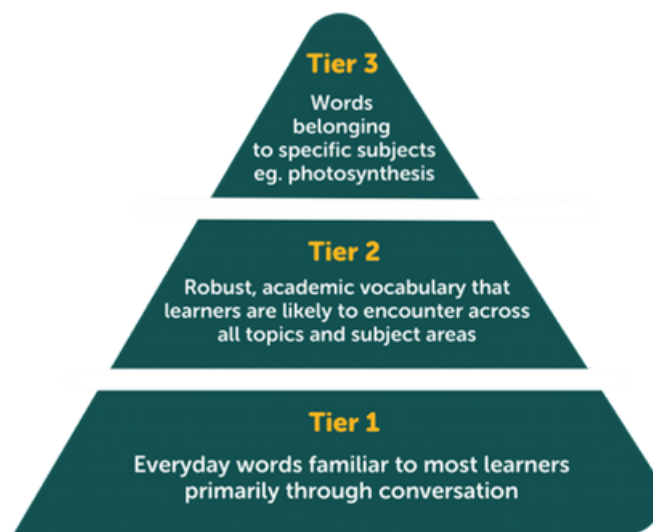 Tier 3
Words
belonging
to specific subjects
eg. photosynthesis
Tier 2
Robust, academic vocabulary that
learners are likely to encounter across
all topics and subject areas
Tier 1
Everyday words familiar to most learners
primarily through conversation